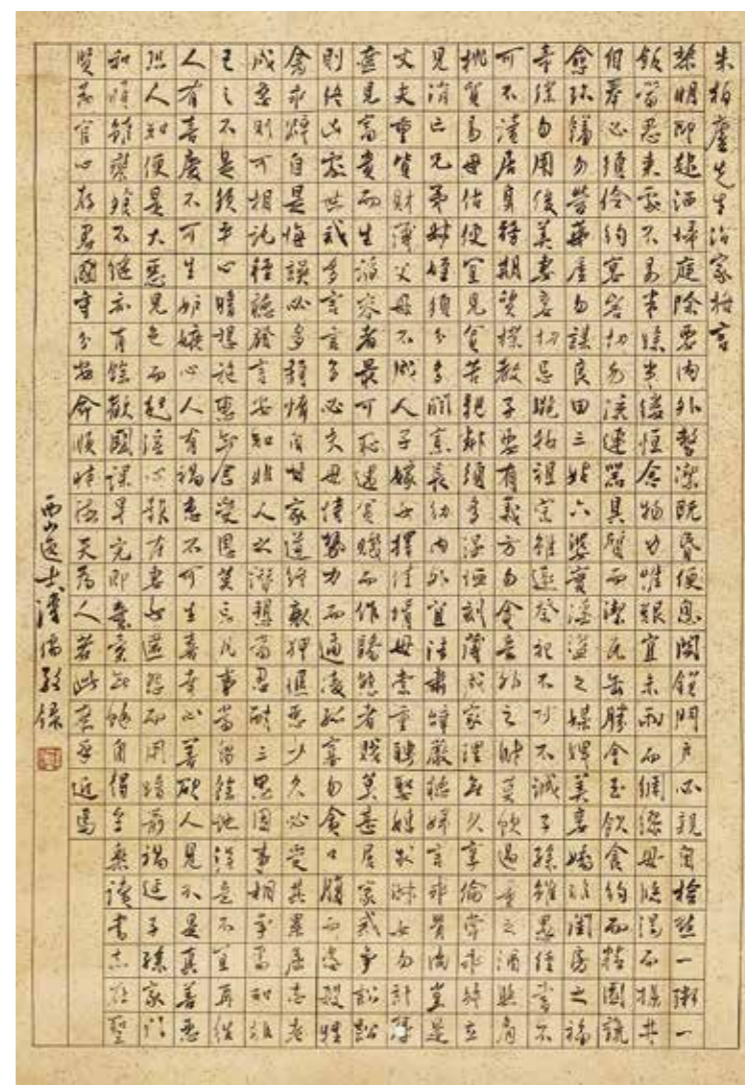 朱柏廬先生治家格言
黎明即起洒掃庭除要內外整潔既昏便息關鎖門戶必親自檢點一粥一
飯當思來處不易半絲半縷恒念物力惟艱宜未雨而綢繆毋臨渴而掘井
自奉必須儉約宴客切勿流連器具質而潔瓦缶勝金玉飲食約而精園蔬
愈珍饈勿營華屋勿謀良田三姑六婆實淫盜之媒婢美妾嬌非閨房之福
僕勿用俊美妻妾切忌艷粧祖宗雖遠祭祀不可不誠子孫雖愚經書不
可不讀居身務期質樸教子要有義方勿貪意外之財莫飲過量之酒與肩
挑貿易毋佔便宜見貧苦親鄰須多溫恤刻薄成家理無久享倫常乖舛立
見消亡兄弟叔姪須分多潤寡長幼內外宜法肅辭嚴聽婦言乖骨肉豈是
丈夫重貲財薄父母不成人子嫁女擇佳壻毋索重聘娶媳求淑女勿計厚
奩見富貴而生諂容者最可恥遇貧賤而作驕態者賤莫甚居家戒爭訟訟
則終凶處世戒多言言多必失毋恃勢力而逼凌孤寡勿貪口腹而恣殺牲
禽乖僻自是悔誤必多頹惰自甘家道終難狎暱惡少久必受其累屈志老
成急則可相託輕聽發言安知非人之譖愬當忍耐三思因事相爭焉知非
己之不是須平心暗想施惠勿念受恩莫忘凡事當留餘地得意不宜再往
人有喜慶不可生妒嫉心人有禍患不可生喜幸心善欲人見不是真善惡
恐人知便是大惡見色而起淫心報在妻女匿怨而用暗箭禍延子孫家門
和順雖饔飧不繼亦有餘歡國課早完即囊橐無餘自得至樂讀書志在聖
賢為官心存君國守分安命順時聽天為人若此庶乎近焉
西山逸士溥儒敬錄